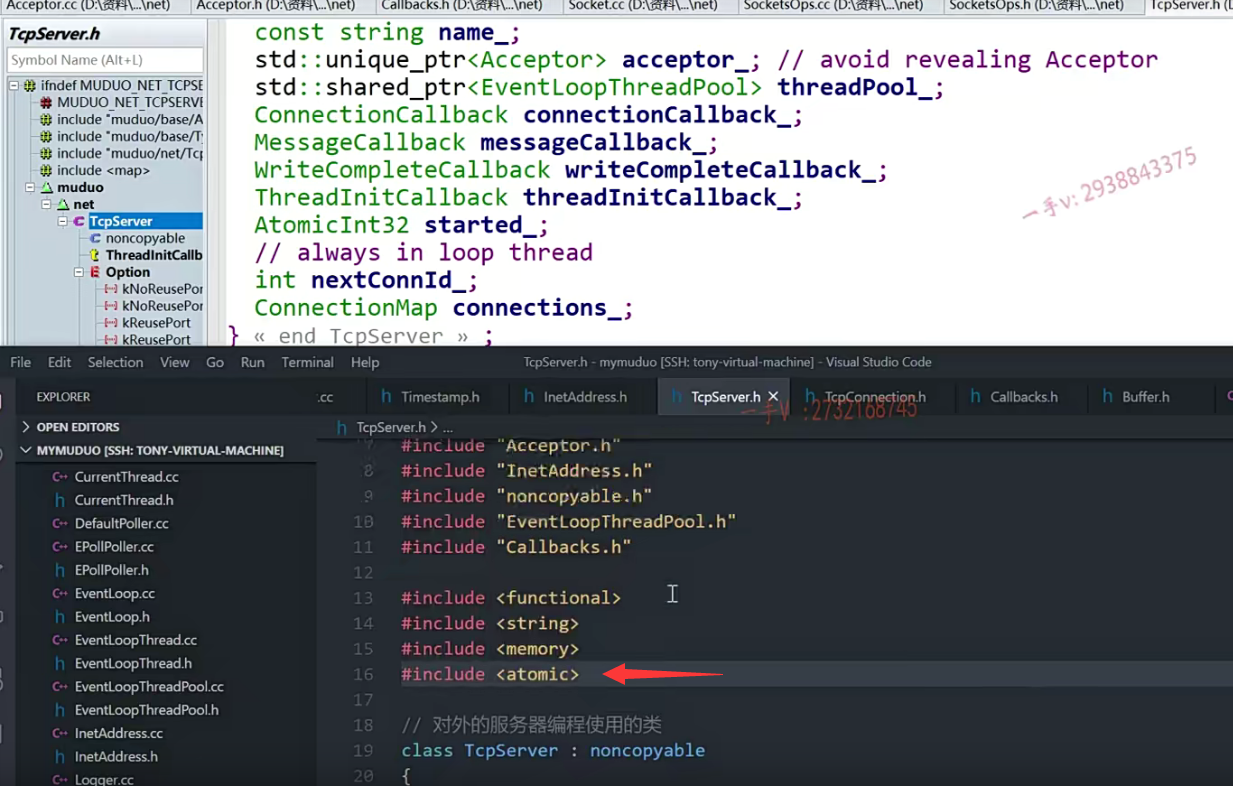 Acceptor.cc (D:\资料\...\net) Acceptor.h (D:\资料\...\net) Callbacks.h (D:\资料\...\net) Socket.cc (D:\资料\...\net) SocketsOps.cc (D:\资料\...\net) SocketsOps.h (D:\资料\...\net) TcpServer.h (D:
TcpServer.h
Symbol Name (Alt+L)
ifndef MUDUO_NET_TCPSE
MUDUO_NET_TCPSERVE
include "muduo/base/A
include "muduo/base/Ty
include "muduo/net/Tcp
include <map>
muduo
net
TcpServer
noncopyable
ThreadInitCallb
Option
kNoReusePor
kNoReusePor
kReusePort
kReusePort
const string name_;
std::unique_ptr<Acceptor> acceptor_; // avoid revealing Acceptor
std::shared_ptr<EventLoopThreadPool> threadPool_;
ConnectionCallback connectionCallback_;
MessageCallback messageCallback_;
WriteCompleteCallback writeCompleteCallback_;
ThreadInitCallback threadInitCallback_;
AtomicInt32 started_;
// always in loop thread
int nextConnId_;
ConnectionMap connections_;
} « end TcpServer » ;
一手v:2938843375
File Edit Selection View Go Run Terminal Help TcpServer.h - mymuduo [SSH: tony-virtual-machine] - Visual Studio Code
EXPLORER
.cc Timestamp.h InetAddress.h TcpServer.h TcpConnection.h Callbacks.h Buffer.h
一手V :2732168745
OPEN EDITORS
MYMUDUO [SSH: TONY-VIRTUAL-MACHINE]
CurrentThread.cc
CurrentThread.h
DefaultPoller.cc
EPollPoller.cc
EPollPoller.h
EventLoop.cc
EventLoop.h
EventLoopThread.cc
EventLoopThread.h
EventLoopThreadPool.cc
EventLoopThreadPool.h
InetAddress.cc
InetAddress.h
Logger.cc
TcpServer.h > ...
7 #include "Acceptor.h"
8 #include "InetAddress.h"
9 #include "noncopyable.h"
10 #include "EventLoopThreadPool.h"
11 #include "Callbacks.h"
12
13 #include <functional>
14 #include <string>
15 #include <memory>
16 #include <atomic>
17
18 // 对外的服务器编程使用的类
19 class TcpServer : noncopyable
20 {